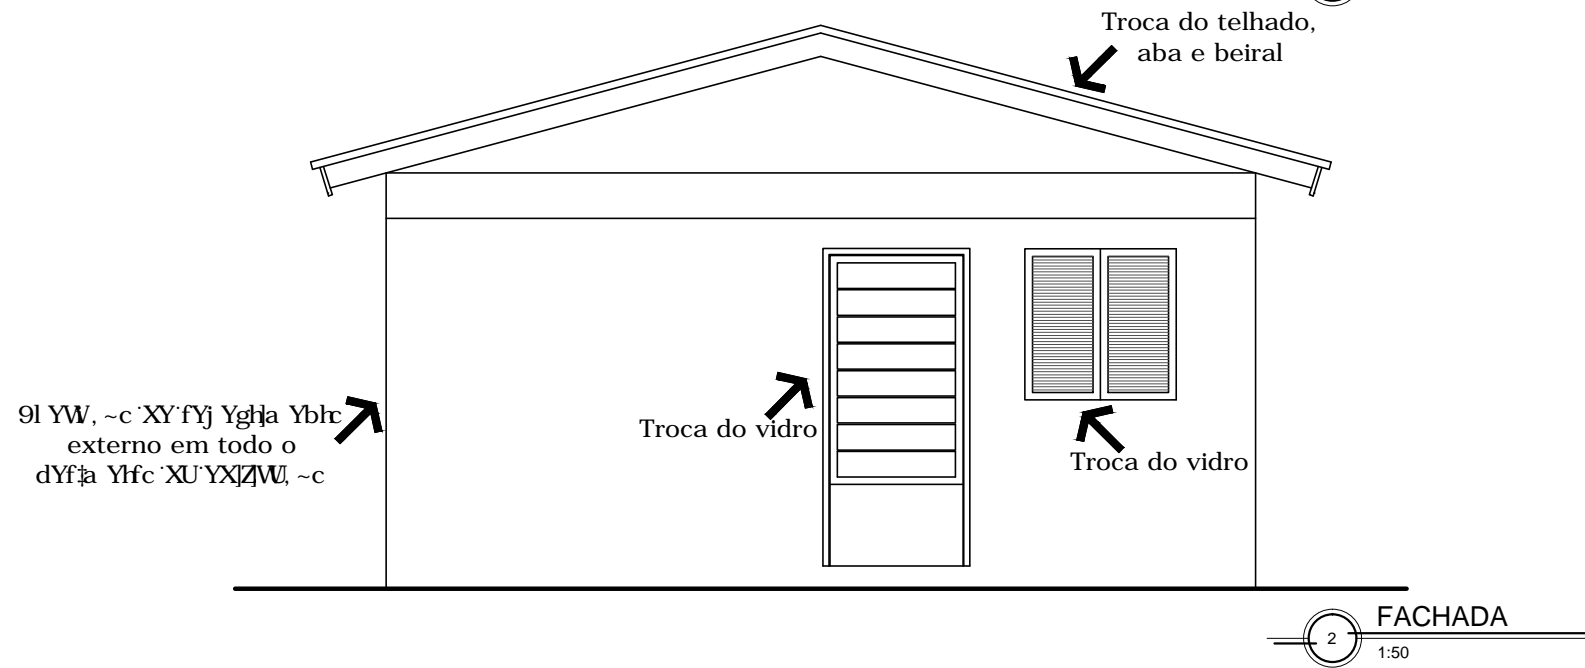 Troca do telhado,
aba e beiral
externo em todo o
Troca do vidro
Troca do vidro
2
FACHADA
1:50